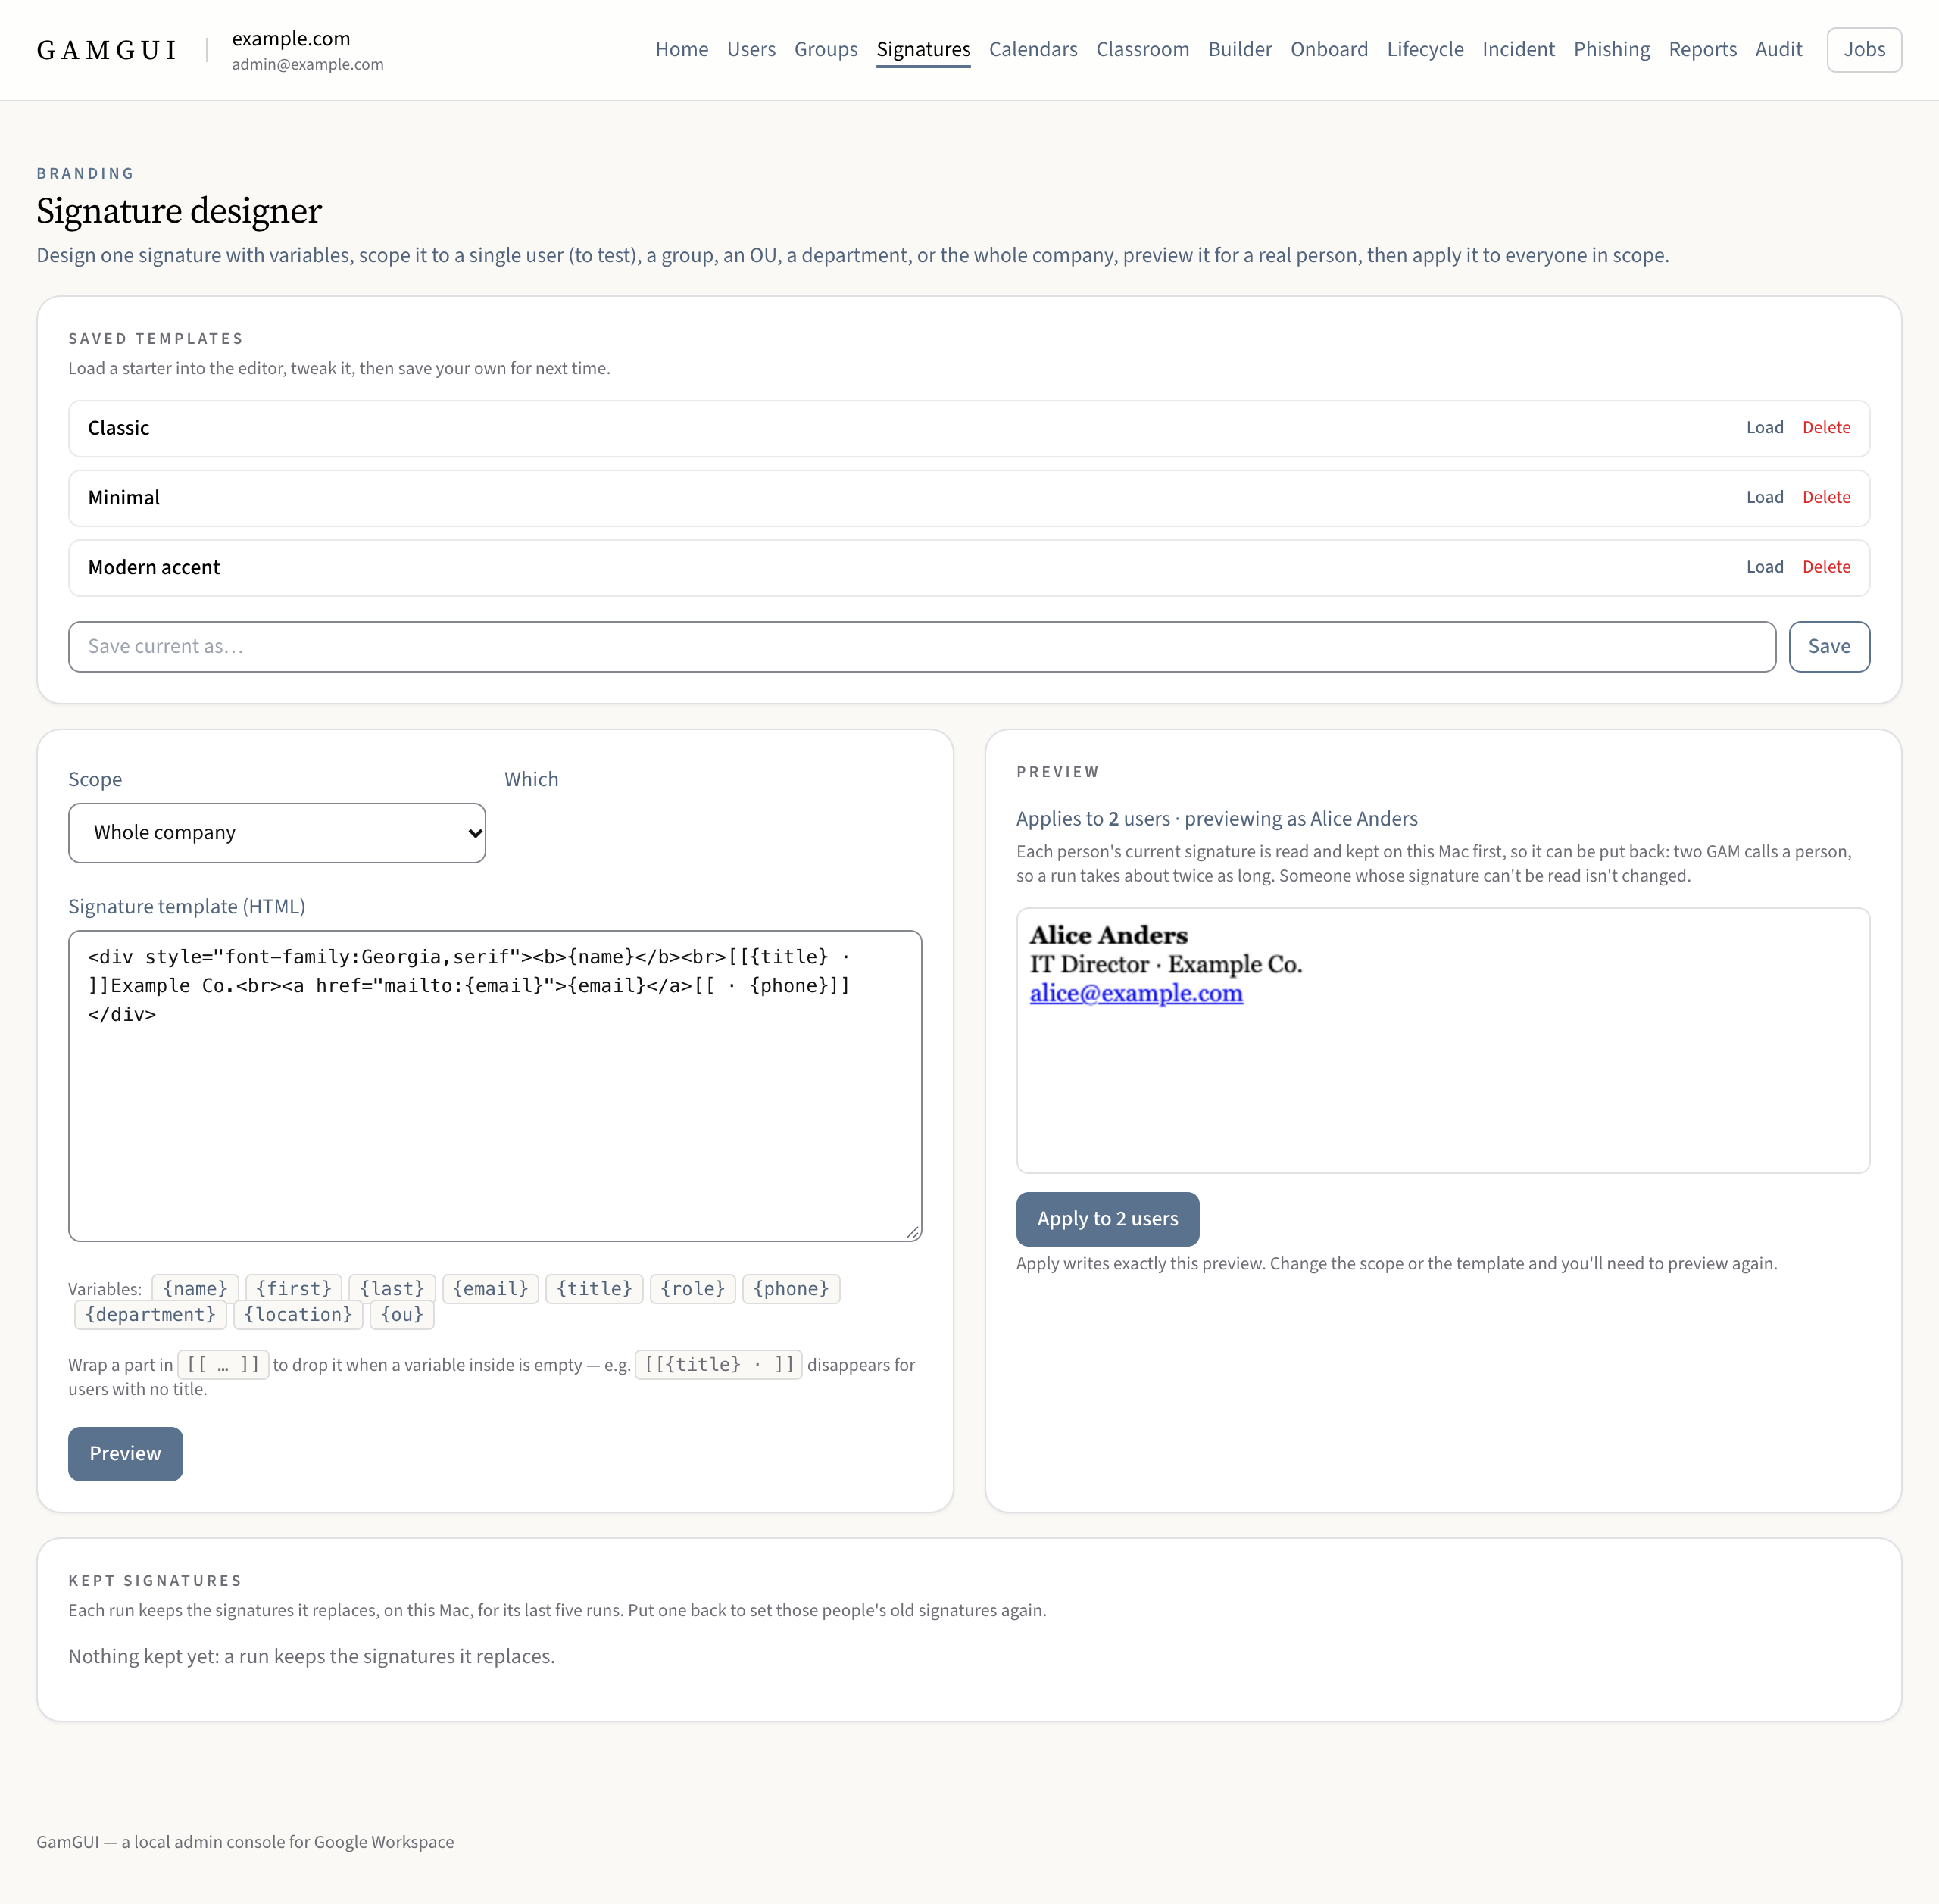 GAMGUI
example.com
admin@example.com
Home Users Groups Signatures Calendars Classroom Builder Onboard Lifecycle Incident Phishing Reports Audit Jobs
BRANDING
Signature designer
Design one signature with variables, scope it to a single user (to test), a group, an OU, a department, or the whole company, preview it for a real person, then apply it to everyone in scope.
SAVED TEMPLATES
Load a starter into the editor, tweak it, then save your own for next time.
Classic Load Delete
Minimal Load Delete
Modern accent Load Delete
Save current as… Save
Scope Which
Whole company
Signature template (HTML)
<div style="font-family:Georgia,serif"><b>{name}</b><br>[[{title} ·
]]Example Co.<br><a href="mailto:{email}">{email}</a>[[ · {phone}]]
</div>
Variables: {name} {first} {last} {email} {title} {role} {phone}
{department} {location} {ou}
Wrap a part in [[ … ]] to drop it when a variable inside is empty — e.g. [[{title} · ]] disappears for
users with no title.
Preview
PREVIEW
Applies to 2 users · previewing as Alice Anders
Each person's current signature is read and kept on this Mac first, so it can be put back: two GAM calls a person,
so a run takes about twice as long. Someone whose signature can't be read isn't changed.
Alice Anders
IT Director · Example Co.
alice@example.com
Apply to 2 users
Apply writes exactly this preview. Change the scope or the template and you'll need to preview again.
KEPT SIGNATURES
Each run keeps the signatures it replaces, on this Mac, for its last five runs. Put one back to set those people's old signatures again.
Nothing kept yet: a run keeps the signatures it replaces.
GamGUI — a local admin console for Google Workspace